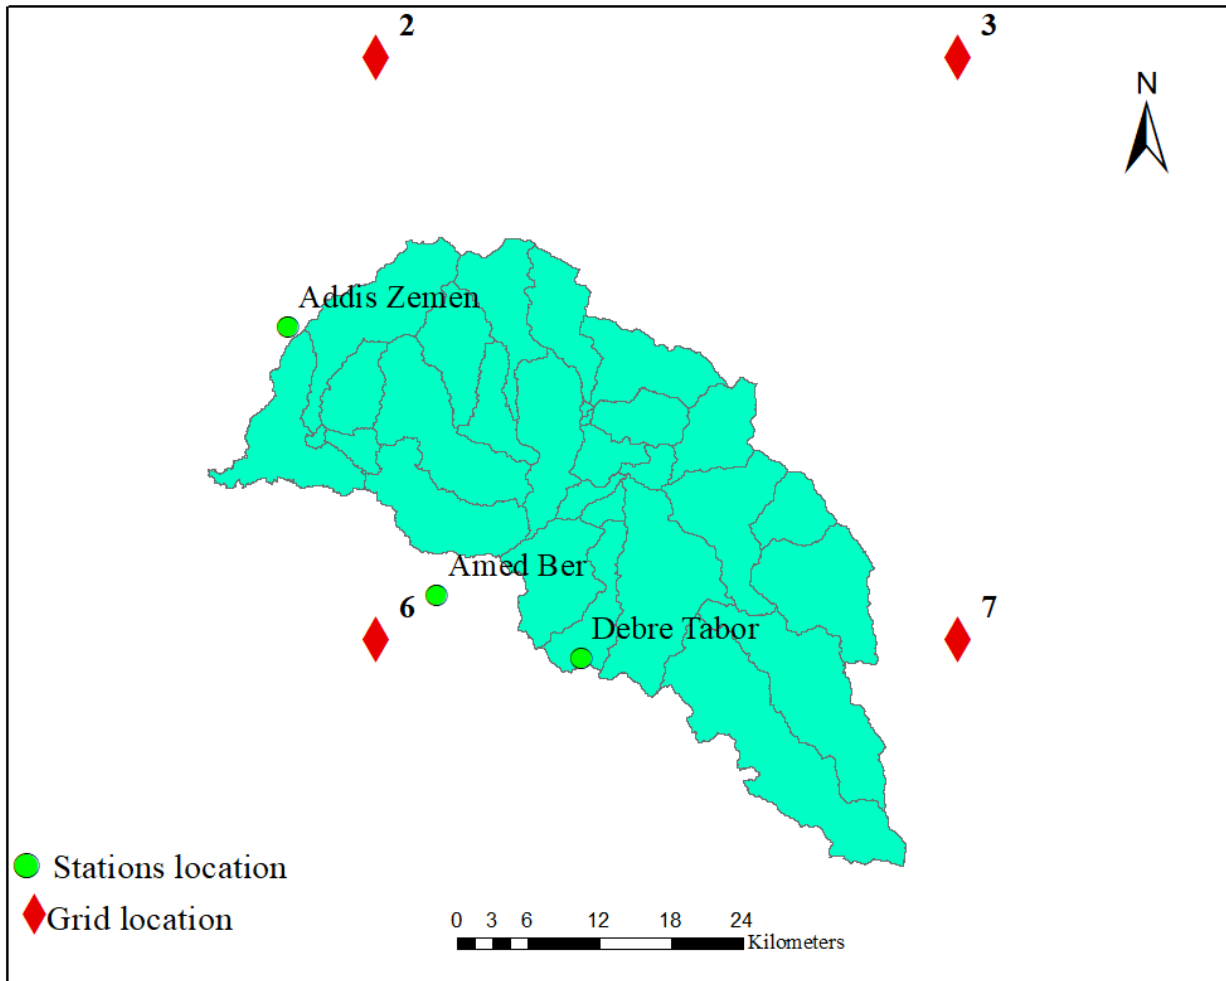 2
3
N
Addis Zemen
Amed Ber
6
7
Debre Tabor
Stations location
Grid location
0 3 6 12 18 24
Kilometers